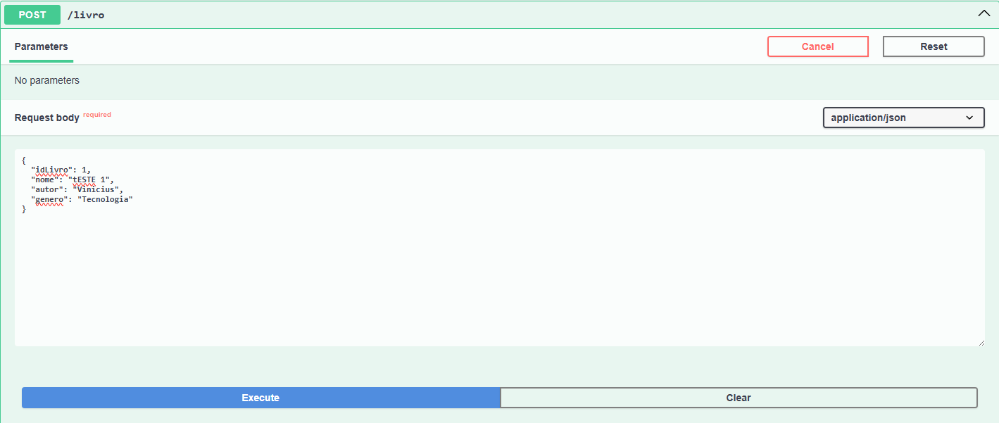 POST /livro
Parameters
Cancel
Reset
No parameters
Request body required
application/json
{
  "idLivro": 1,
  "nome": "tESTE 1",
  "autor": "Vinicius",
  "genero": "Tecnologia"
}
Execute
Clear